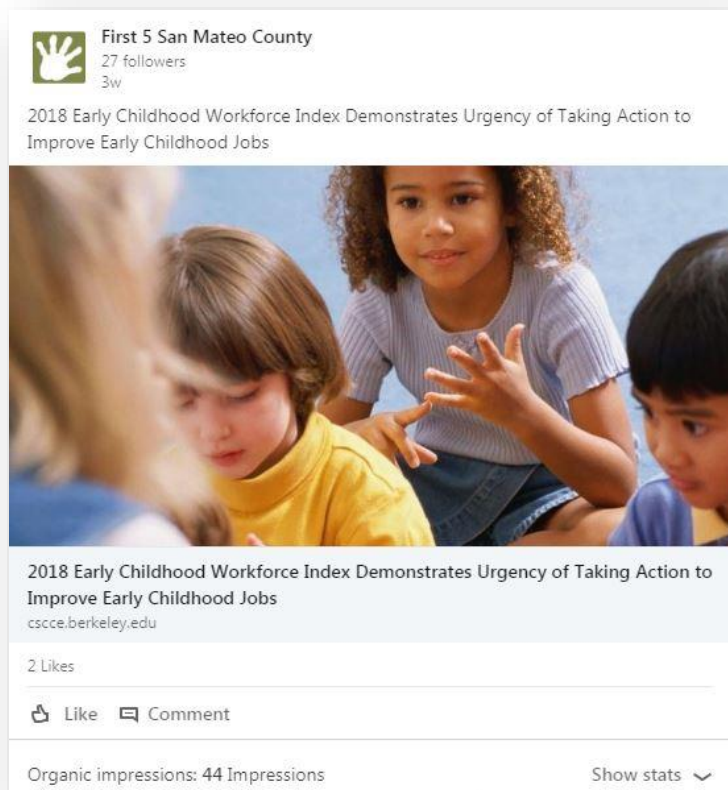 First 5 San Mateo County
27 followers
3w
2018 Early Childhood Workforce Index Demonstrates Urgency of Taking Action to
Improve Early Childhood Jobs
2018 Early Childhood Workforce Index Demonstrates Urgency of Taking Action to
Improve Early Childhood Jobs
cscce.berkeley.edu
2 Likes
Like Comment
Organic impressions: 44 Impressions Show stats